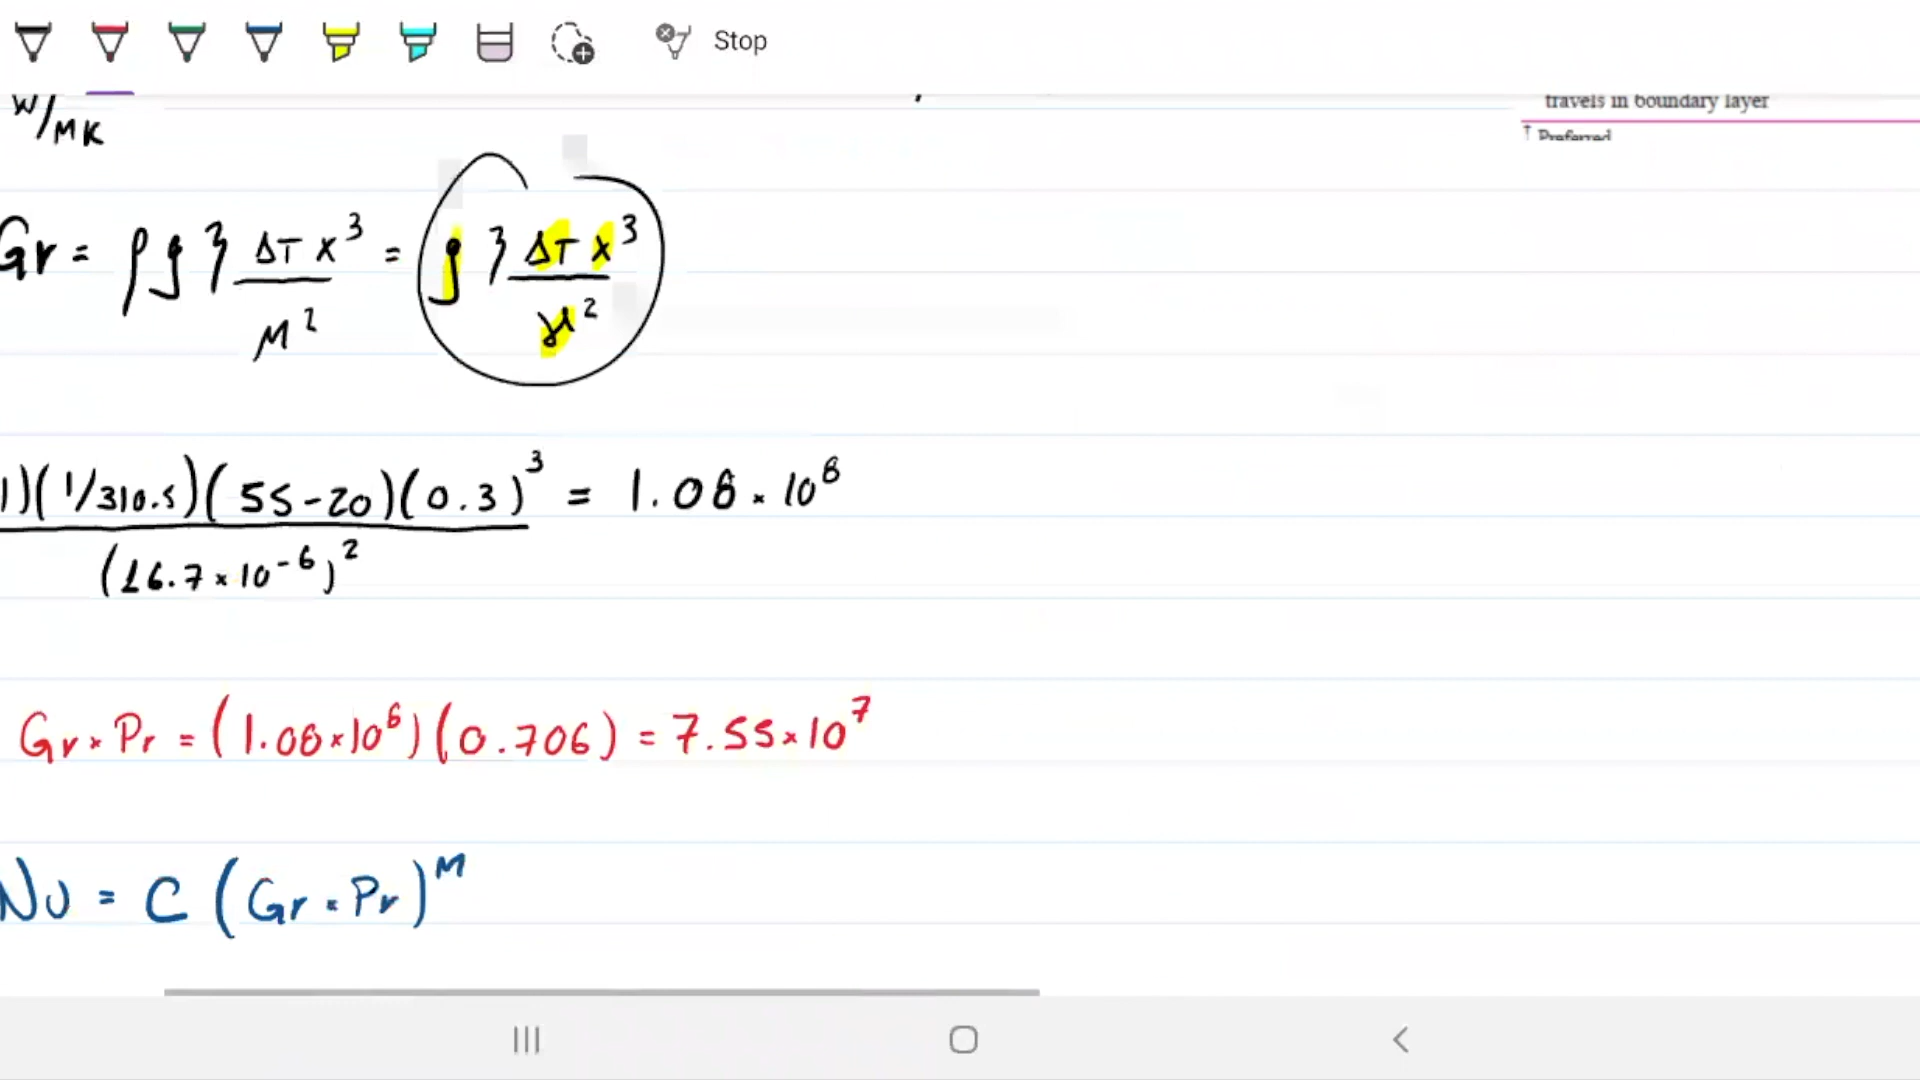 Stop
W/MK
travels in boundary layer
† Preferred
Gr = ρ g β ΔT x³ / μ² = g β ΔT x³ / ν²
1)(1/310.5)(55-20)(0.3)³ / (16.7×10⁻⁶)² = 1.08×10⁸
Gr×Pr = (1.08×10⁸)(0.706) = 7.55×10⁷
Nu = C (Gr×Pr)ᴹ